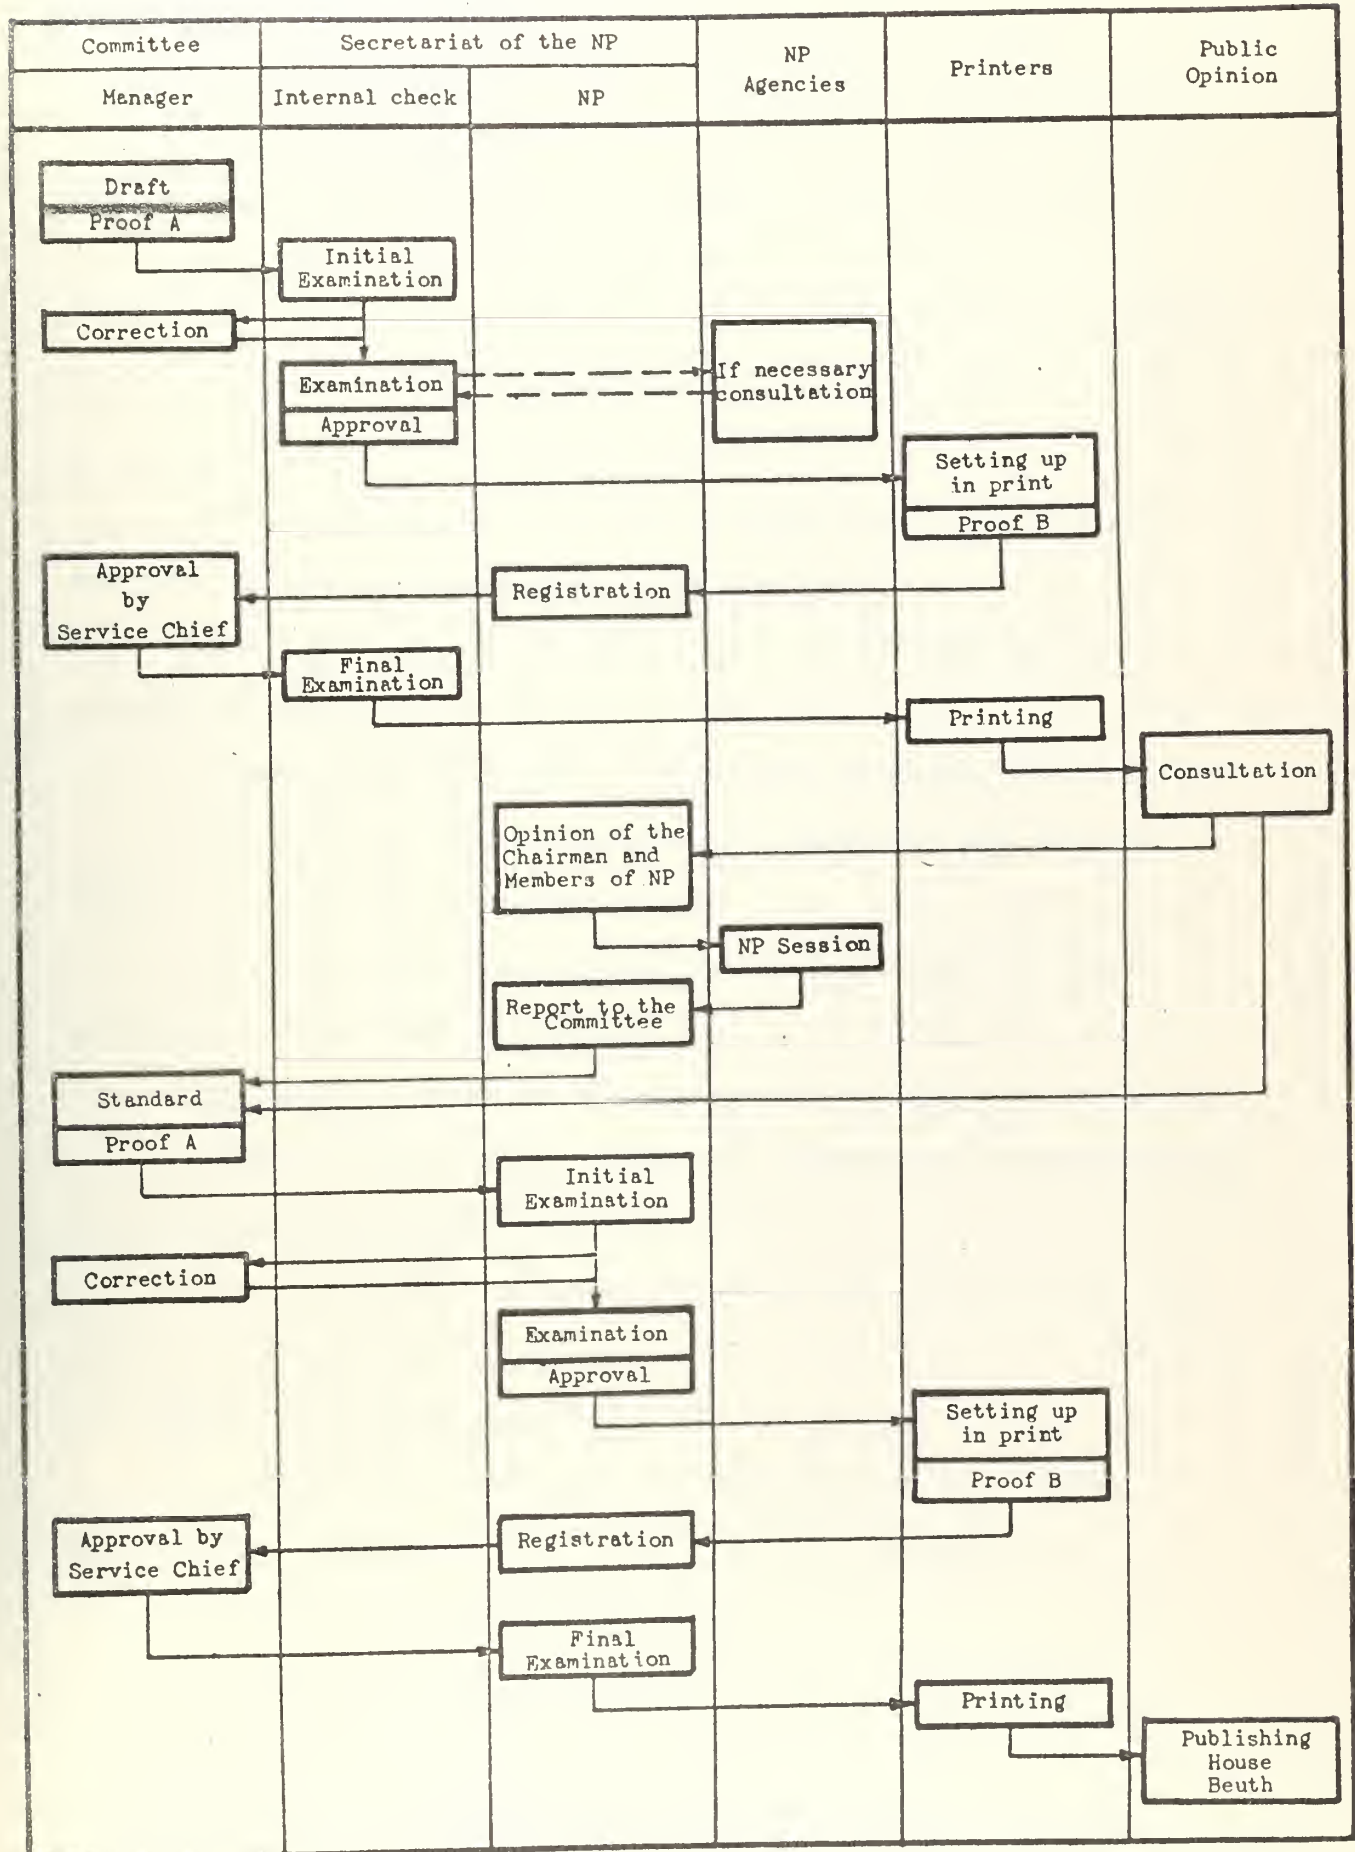 Committee
Secretariat of the NP
NP
Agencies
Printers
Public
Opinion
Manager
Internal check
NP
Draft
Proof A
Initial
Examination
Correction
Examination
Approval
If necessary
consultation
Setting up
in print
Proof B
Approval
by
Service Chief
Registration
Final
Examination
Printing
Consultation
Opinion of the
Chairman and
Members of NP
NP Session
Report to the
Committee
Standard
Proof A
Initial
Examination
Correction
Examination
Approval
Setting up
in print
Proof B
Approval by
Service Chief
Registration
Final
Examination
Printing
Publishing
House
Beuth